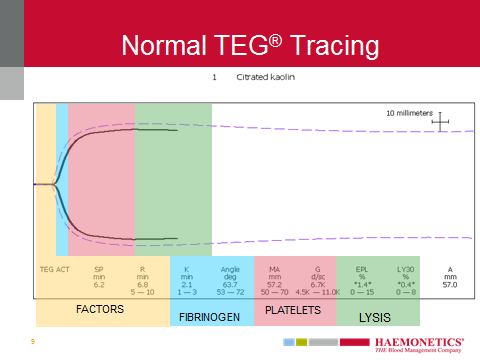 Normal TEG® Tracing
1 Citrated kaolin
10 millimeters
TEG ACT SP R K Angle MA G EPL LY30 A
min min min deg mm d/sc % % mm
6.2 6.8 2.1 63.7 57.2 6.7K *1.4* *0.4* 57.0
5 — 10 1 — 3 53 — 72 50 — 70 4.5K — 11.0K 0 — 15 0 — 8
FACTORS FIBRINOGEN PLATELETS LYSIS
9
HAEMONETICS®
THE Blood Management Company